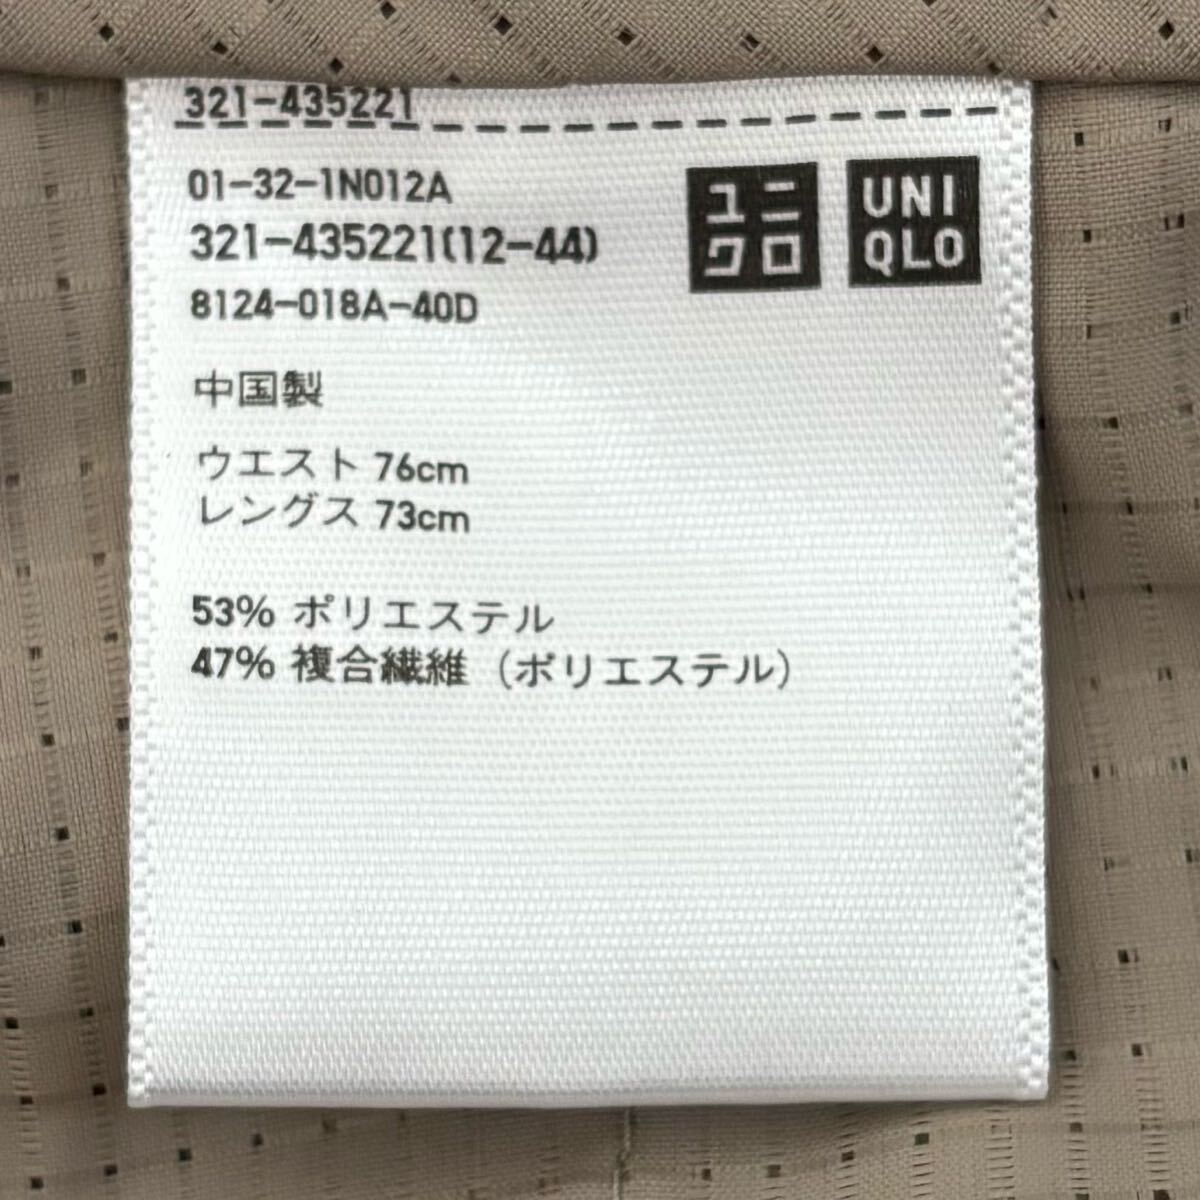 321-435221
01-32-1N012A
321-435221(12-44)
8124-018A-40D
ユニ
クロ
UNI
QLO
中国製
ウエスト 76cm
レングス 73cm
53% ポリエステル
47% 複合繊維 (ポリエステル)